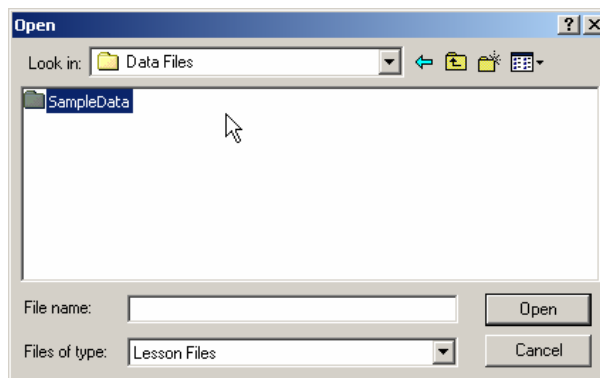 Open
Look in: Data Files
SampleData
File name:
Open
Files of type: Lesson Files
Cancel